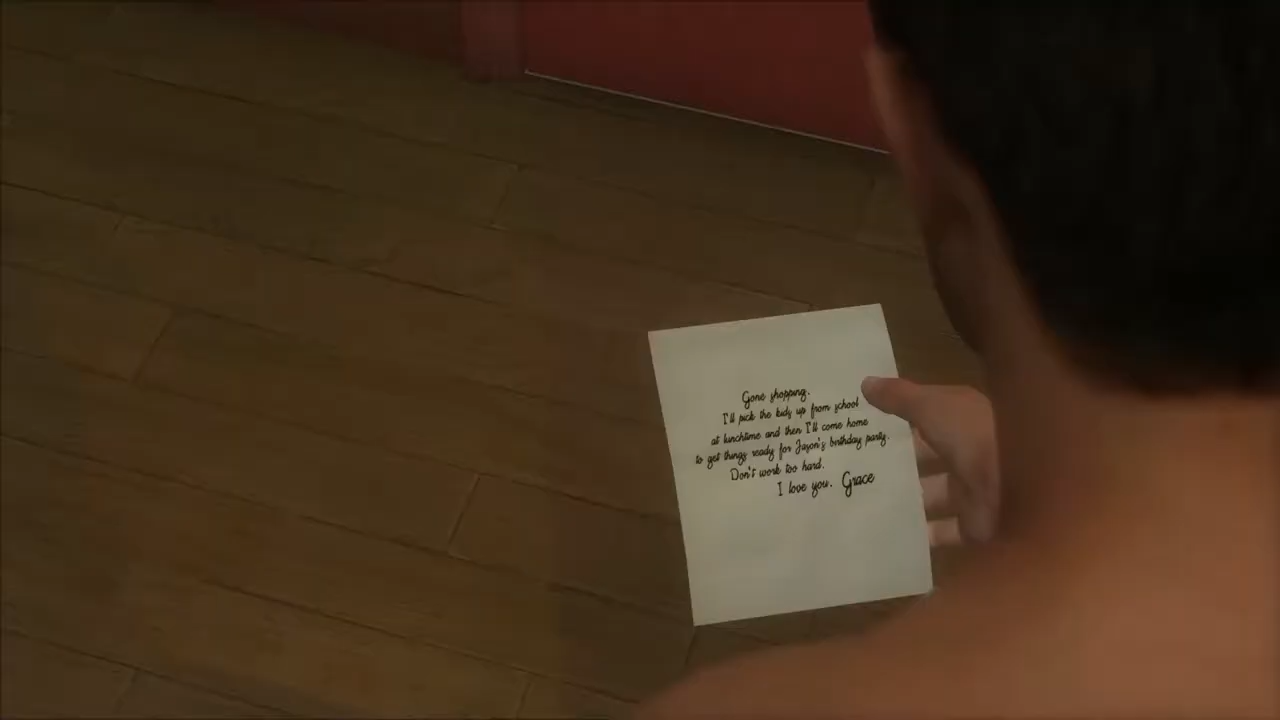 Gone shopping.
I'll pick the kids up from school
at lunchtime and then I'll come home
to get things ready for Jason's birthday party.
Don't work too hard.
I love you. Grace